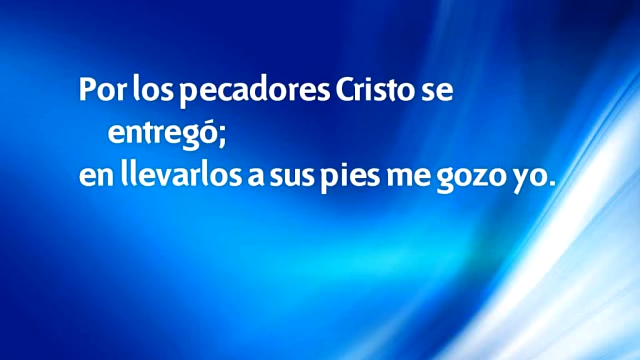 Por los pecadores Cristo se
entregó;
en llevarlos a sus pies me gozo yo.